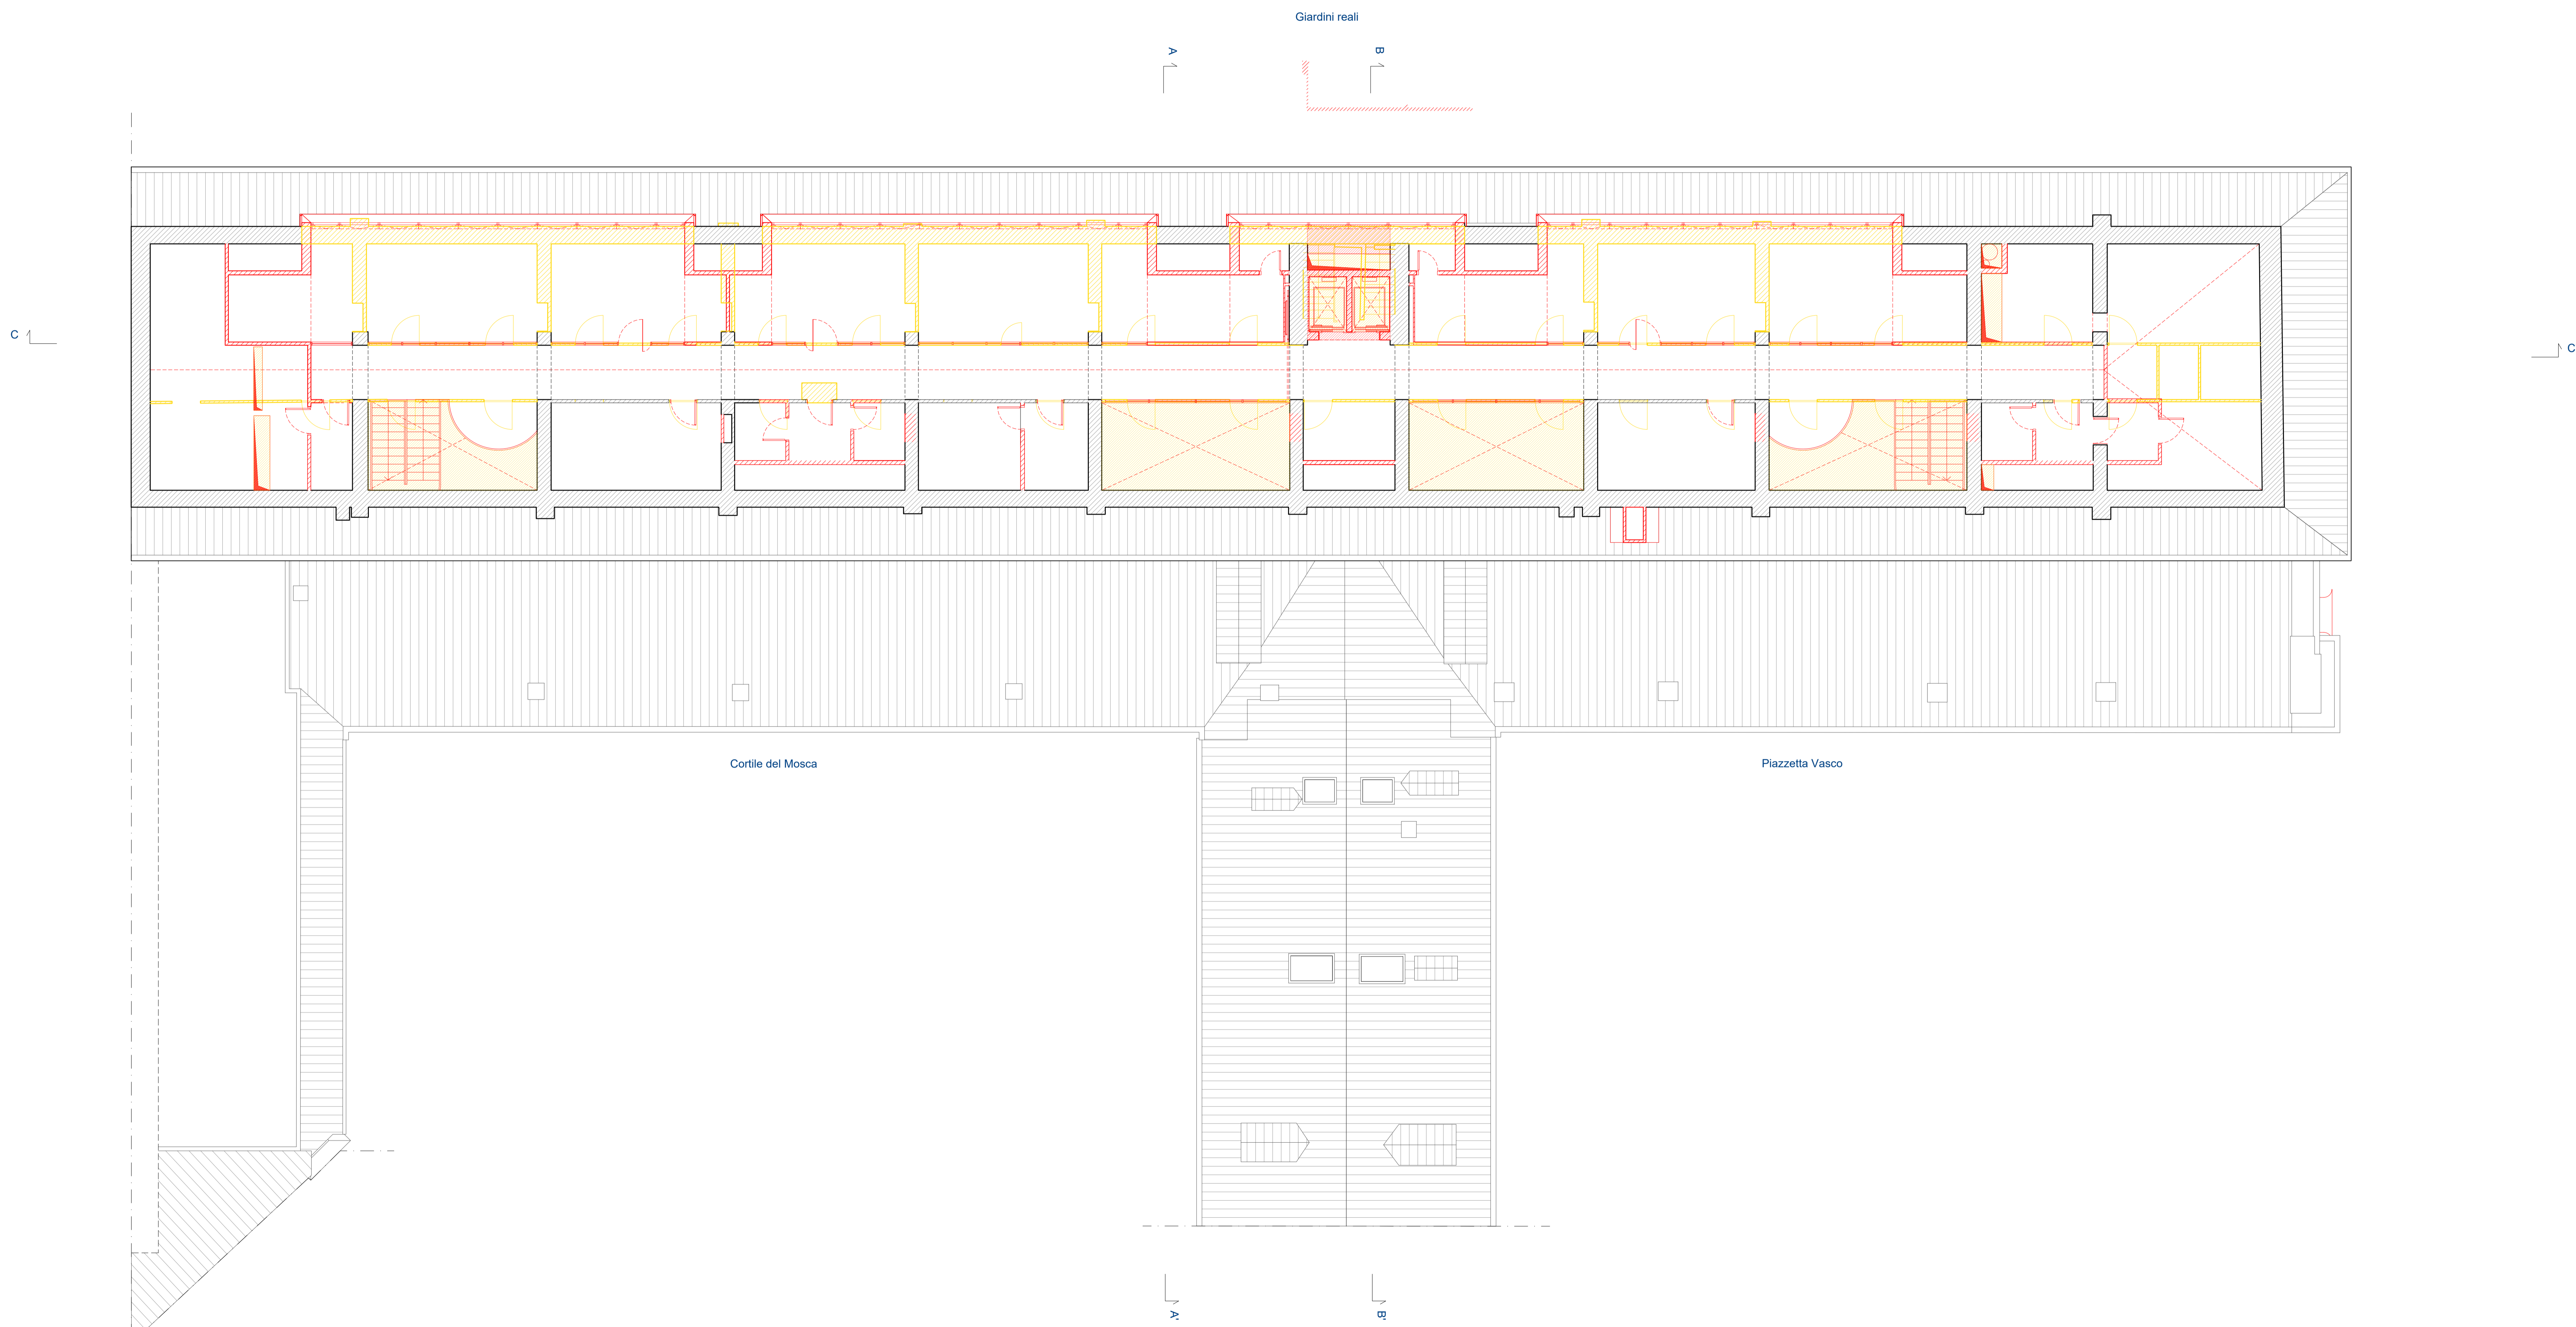 Giardini reali
A
B
C
C'
Cortile del Mosca
Piazzetta Vasco
A'
B'